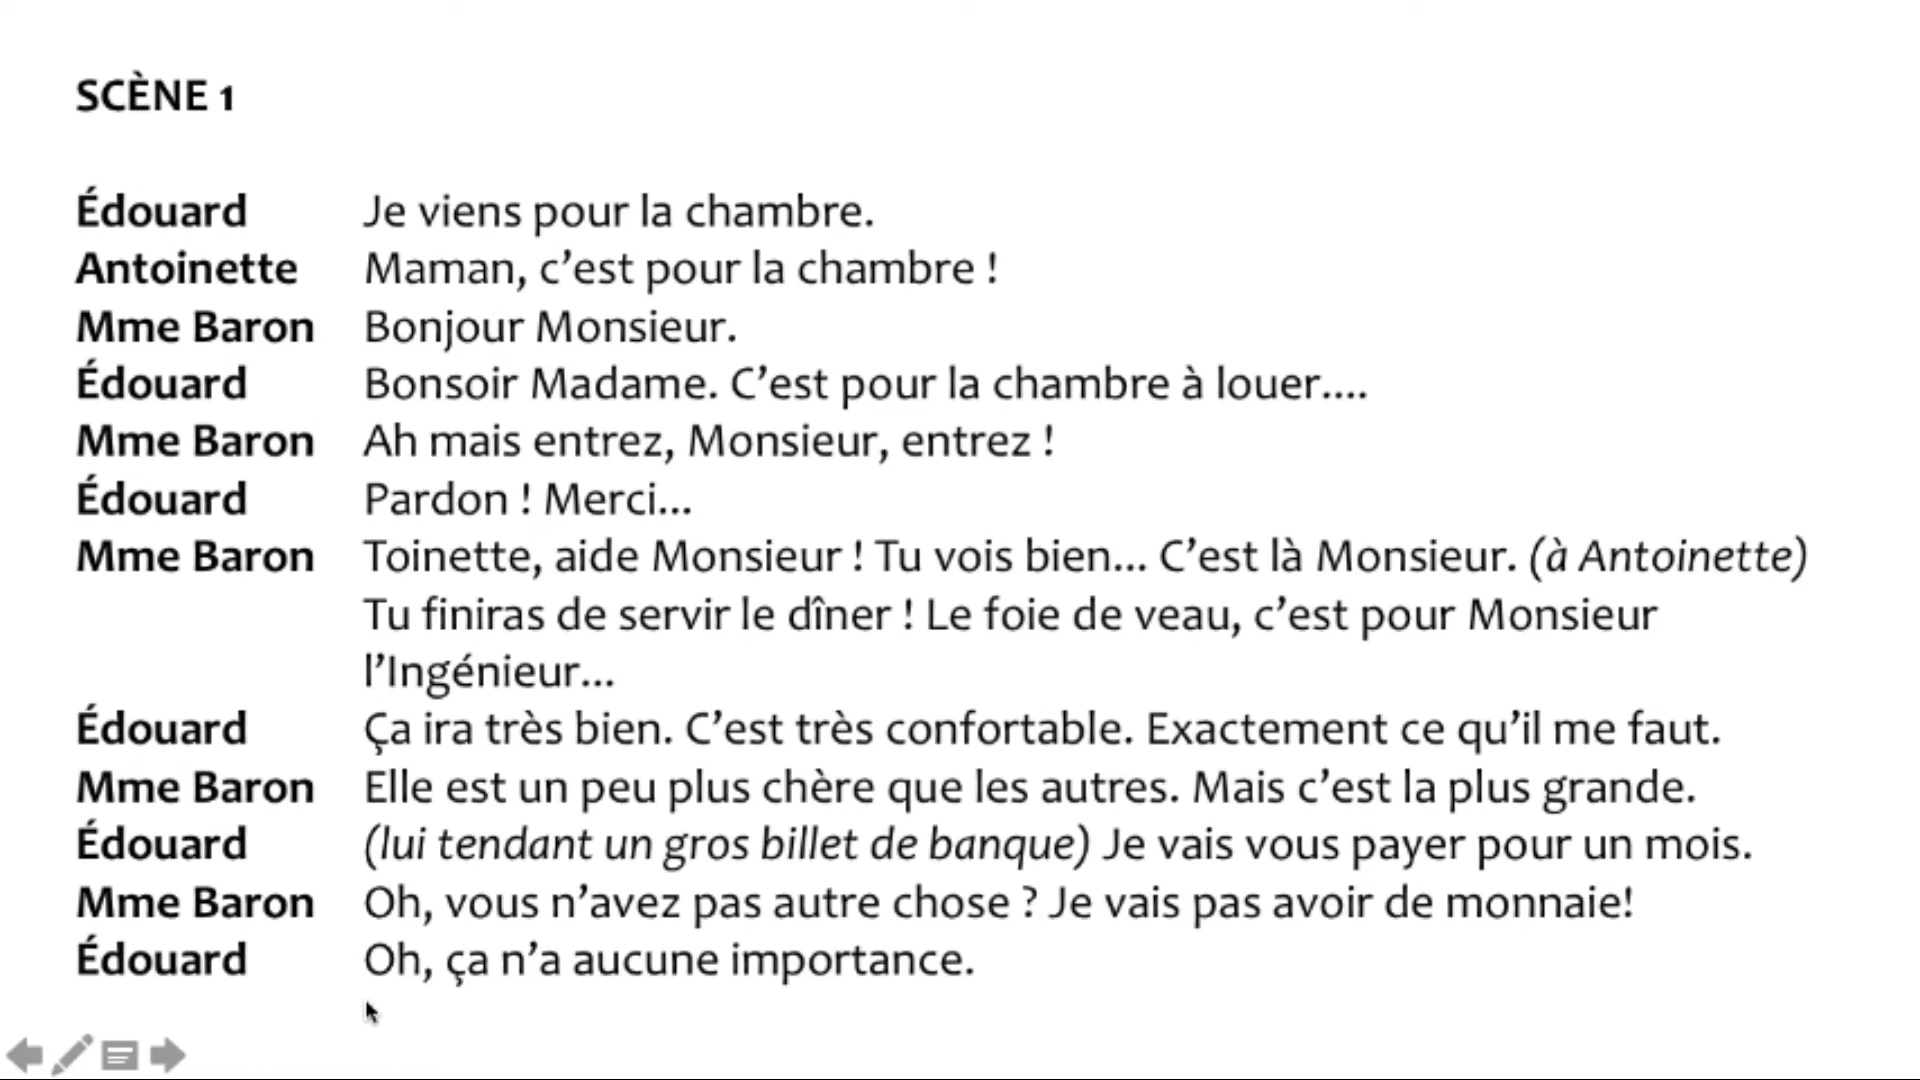 SCÈNE 1
Édouard Je viens pour la chambre.
Antoinette Maman, c’est pour la chambre !
Mme Baron Bonjour Monsieur.
Édouard Bonsoir Madame. C’est pour la chambre à louer....
Mme Baron Ah mais entrez, Monsieur, entrez !
Édouard Pardon ! Merci...
Mme Baron Toinette, aide Monsieur ! Tu vois bien... C’est là Monsieur. (à Antoinette)
Tu finiras de servir le dîner ! Le foie de veau, c’est pour Monsieur
l’Ingénieur...
Édouard Ça ira très bien. C’est très confortable. Exactement ce qu’il me faut.
Mme Baron Elle est un peu plus chère que les autres. Mais c’est la plus grande.
Édouard (lui tendant un gros billet de banque) Je vais vous payer pour un mois.
Mme Baron Oh, vous n’avez pas autre chose ? Je vais pas avoir de monnaie!
Édouard Oh, ça n’a aucune importance.